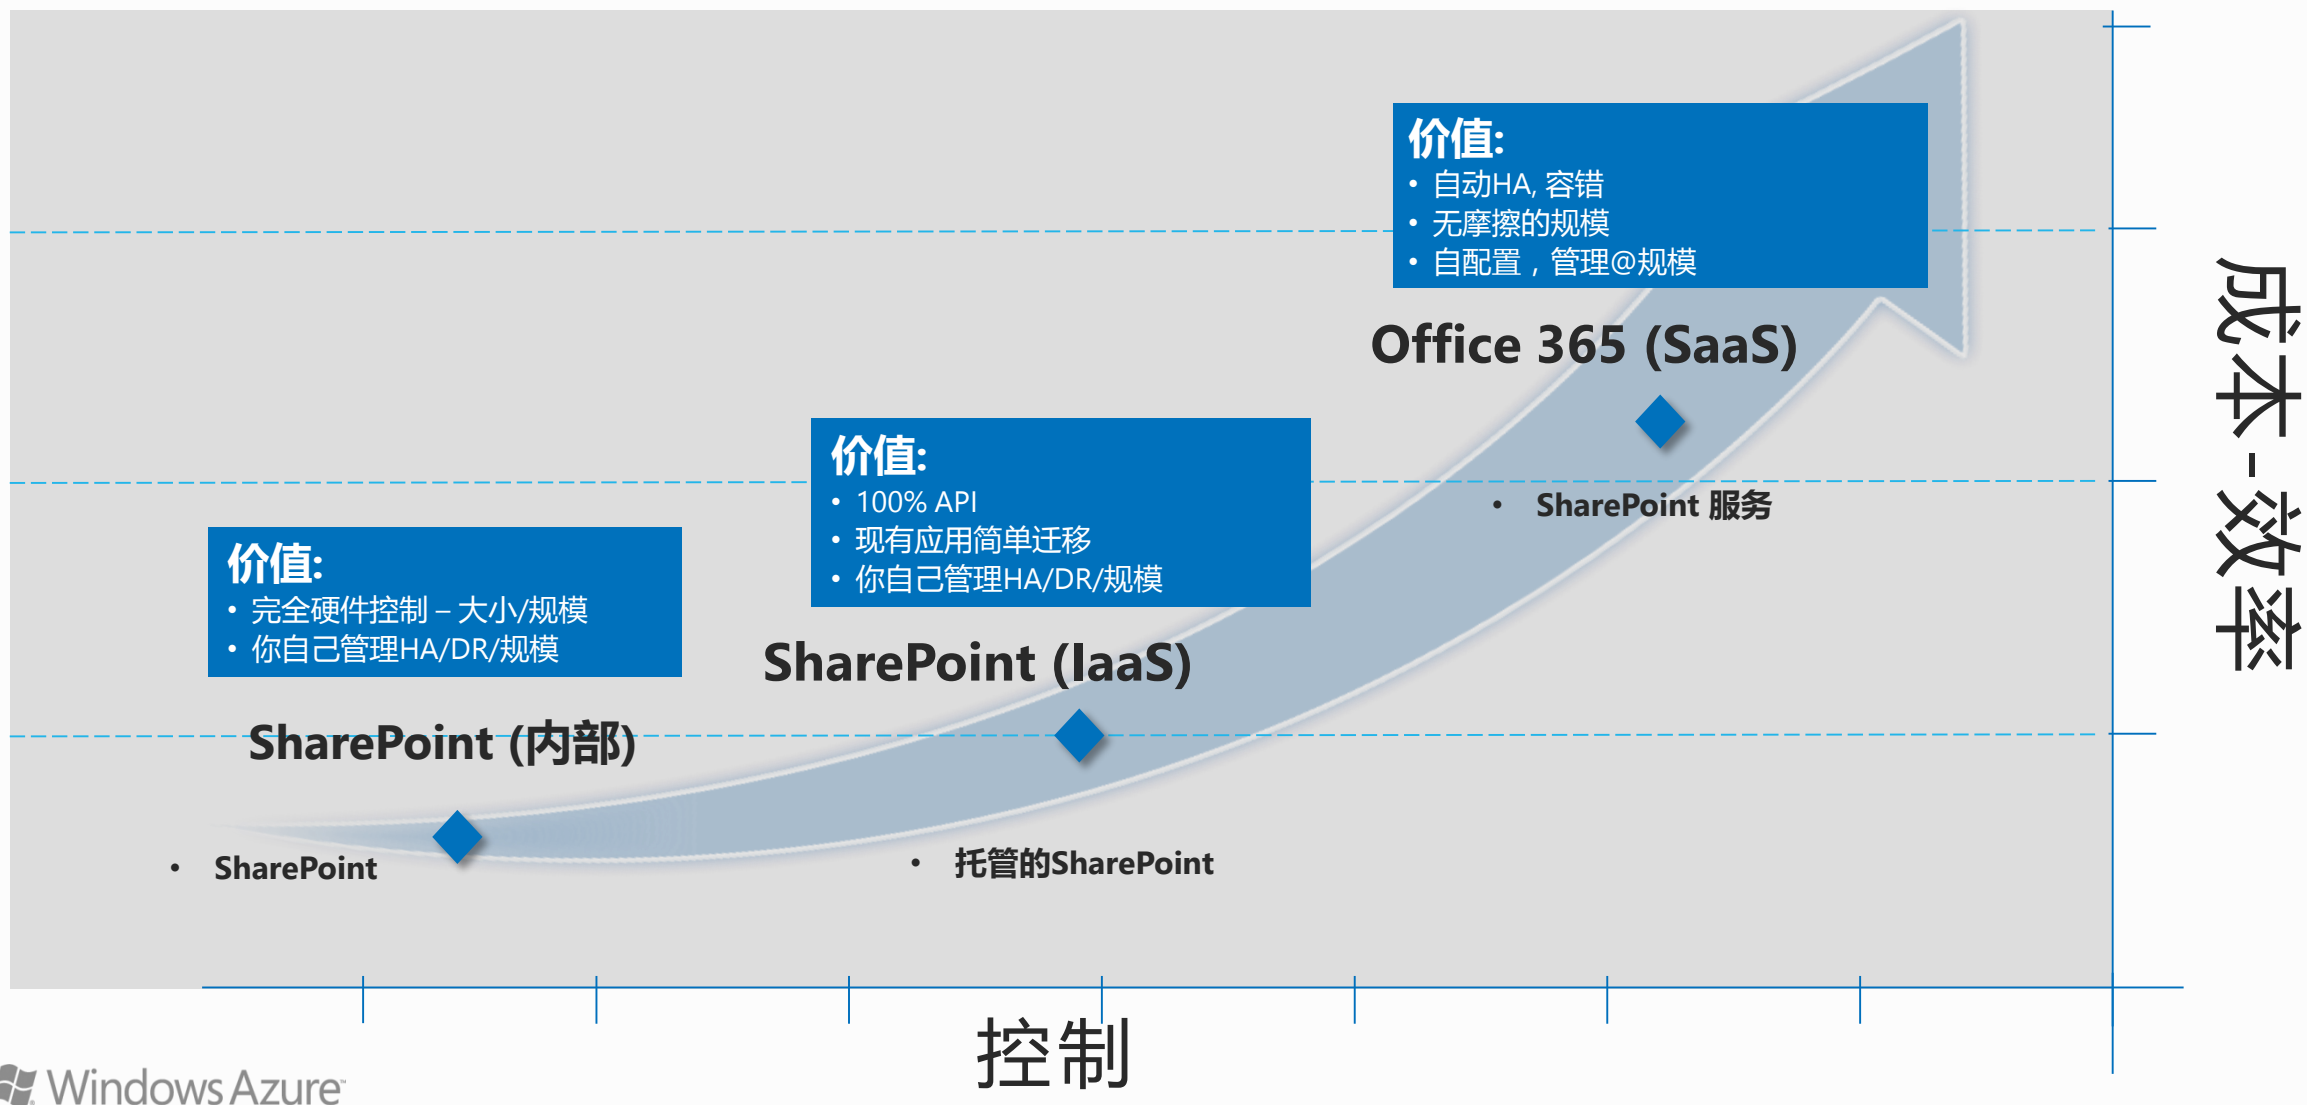 价值:
• 自动HA, 容错
• 无摩擦的规模
• 自配置，管理@规模
Office 365 (SaaS)
• SharePoint 服务
价值:
• 100% API
• 现有应用简单迁移
• 你自己管理HA/DR/规模
SharePoint (IaaS)
• 托管的SharePoint
价值:
• 完全硬件控制 – 大小/规模
• 你自己管理HA/DR/规模
SharePoint (内部)
• SharePoint
成本-效率
控制
Windows Azure™